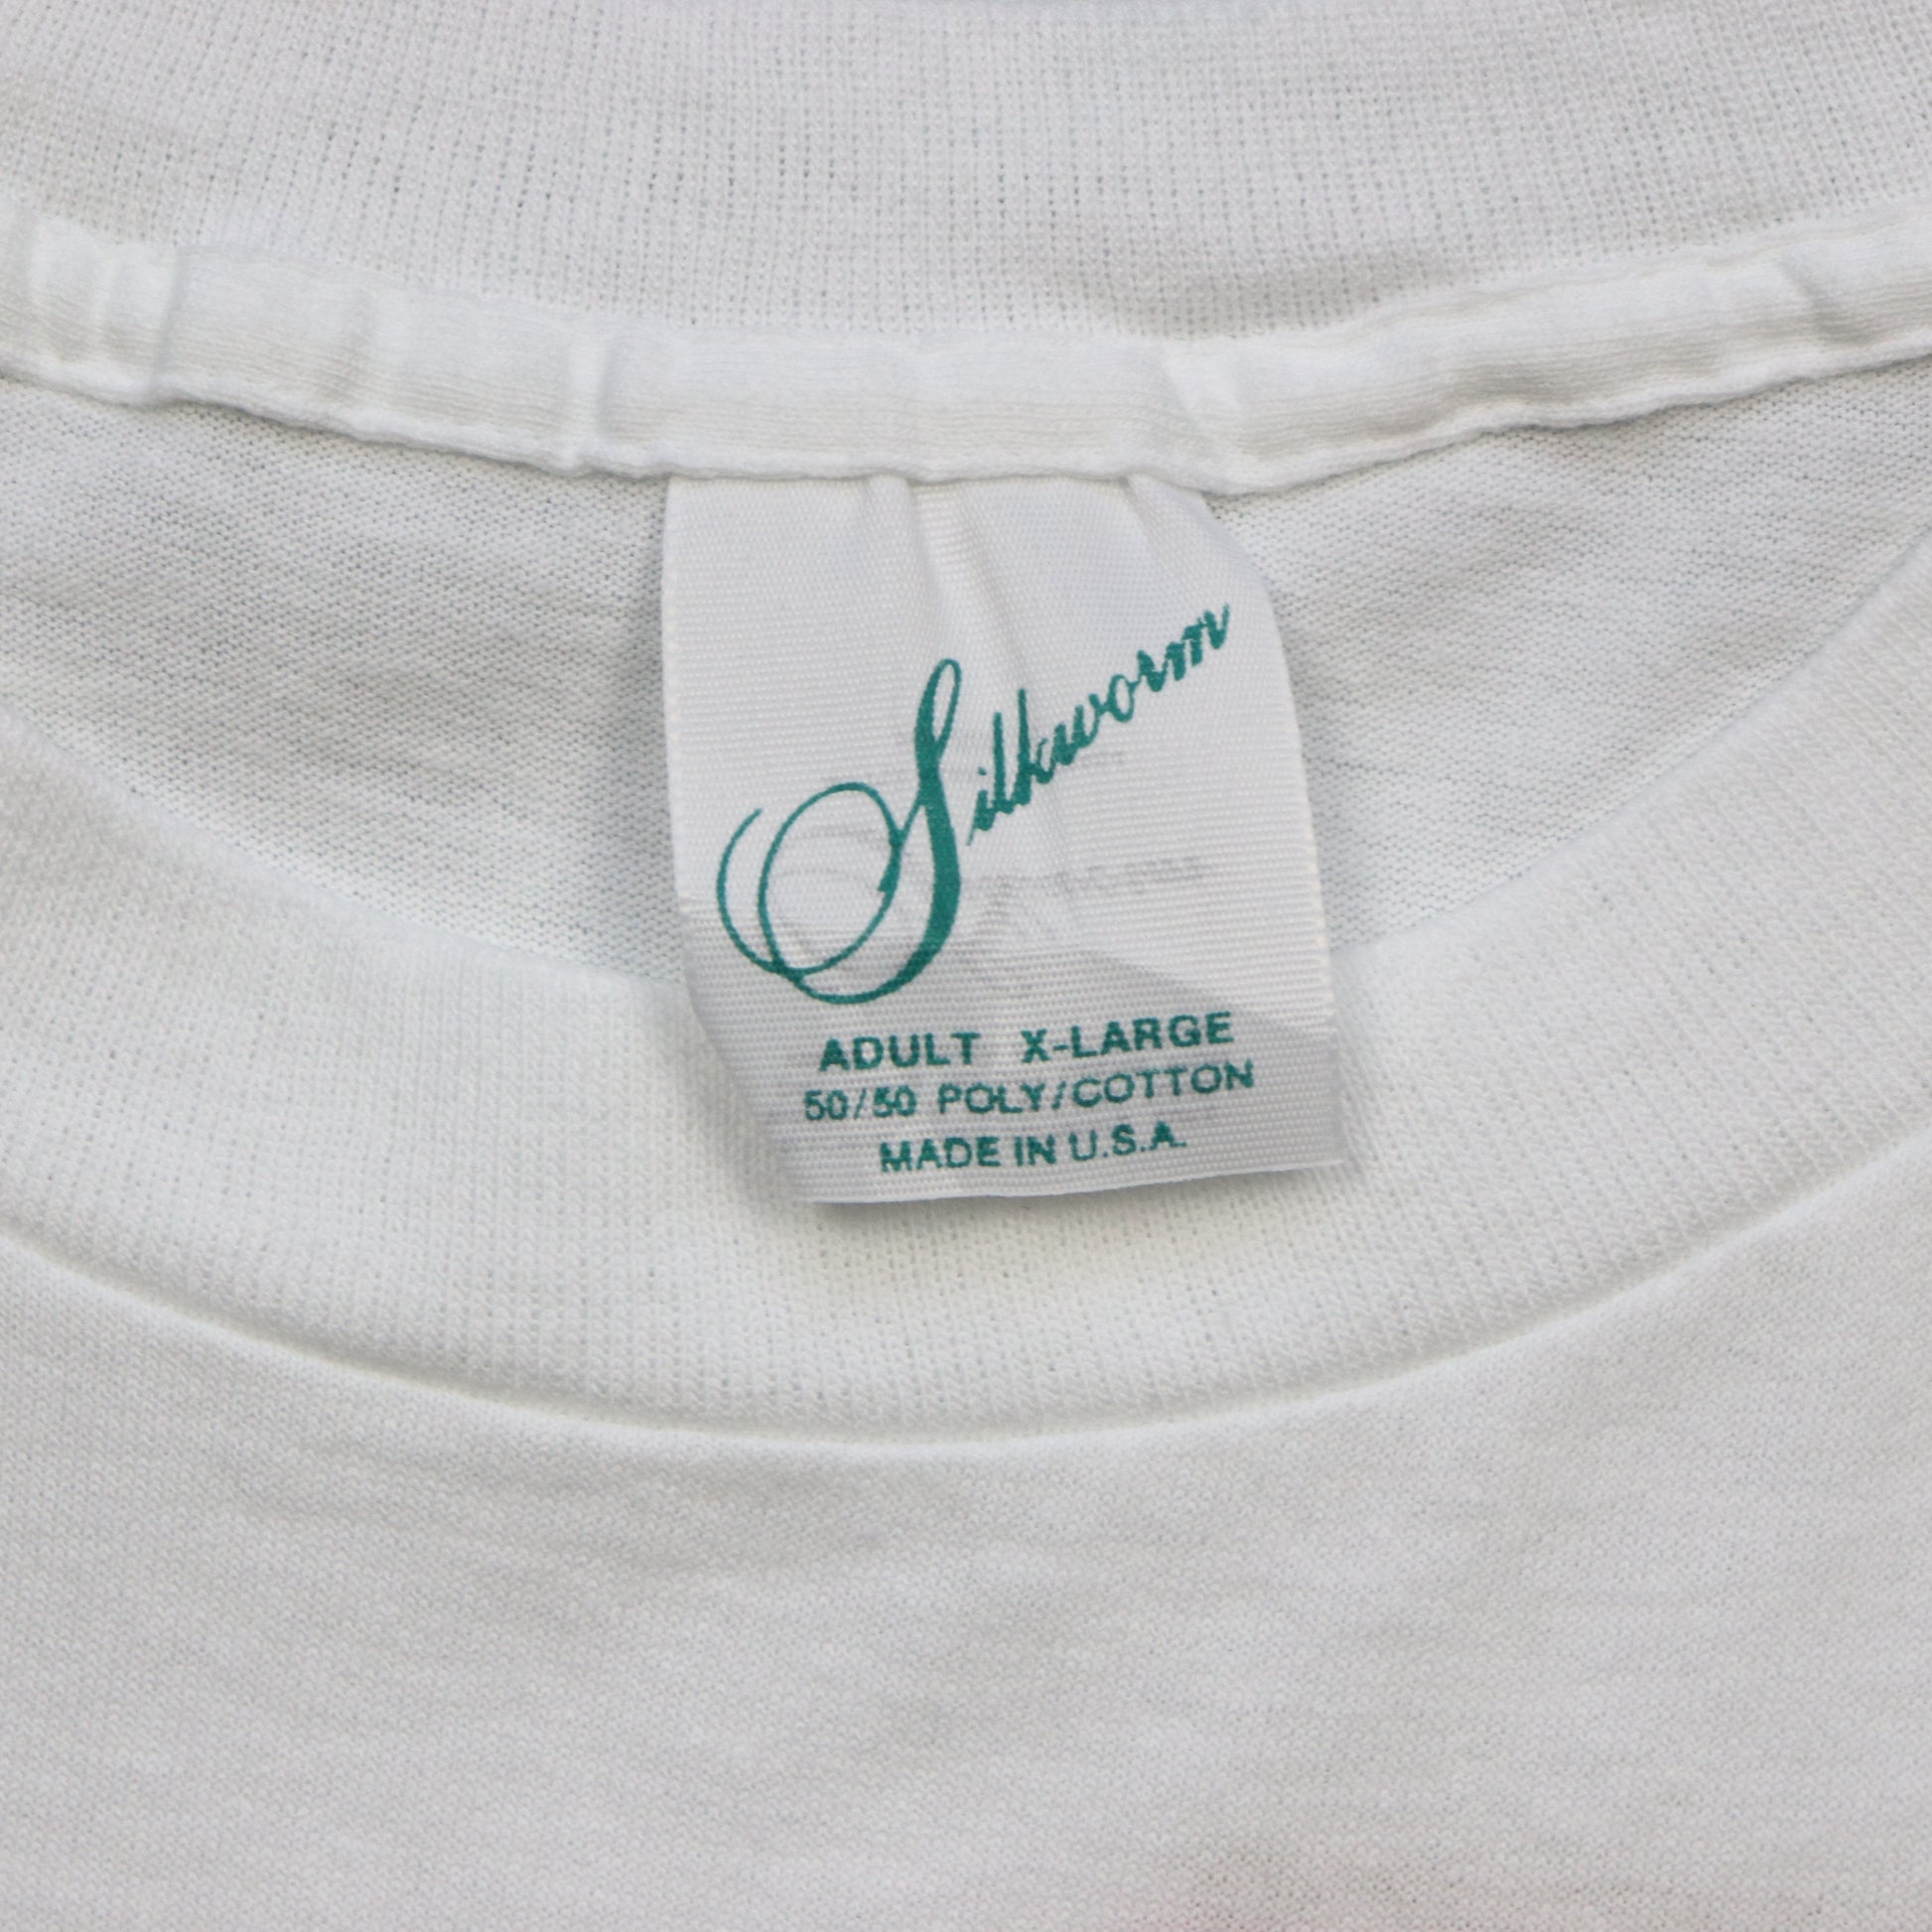 Silkworm
ADULT X-LARGE
50/50 POLY/COTTON
MADE IN U.S.A.